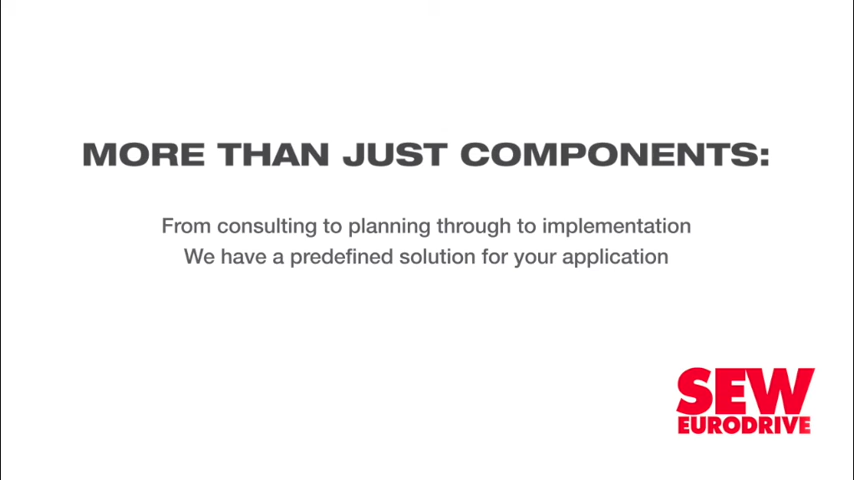 MORE THAN JUST COMPONENTS:
From consulting to planning through to implementation
We have a predefined solution for your application
SEW
EURODRIVE